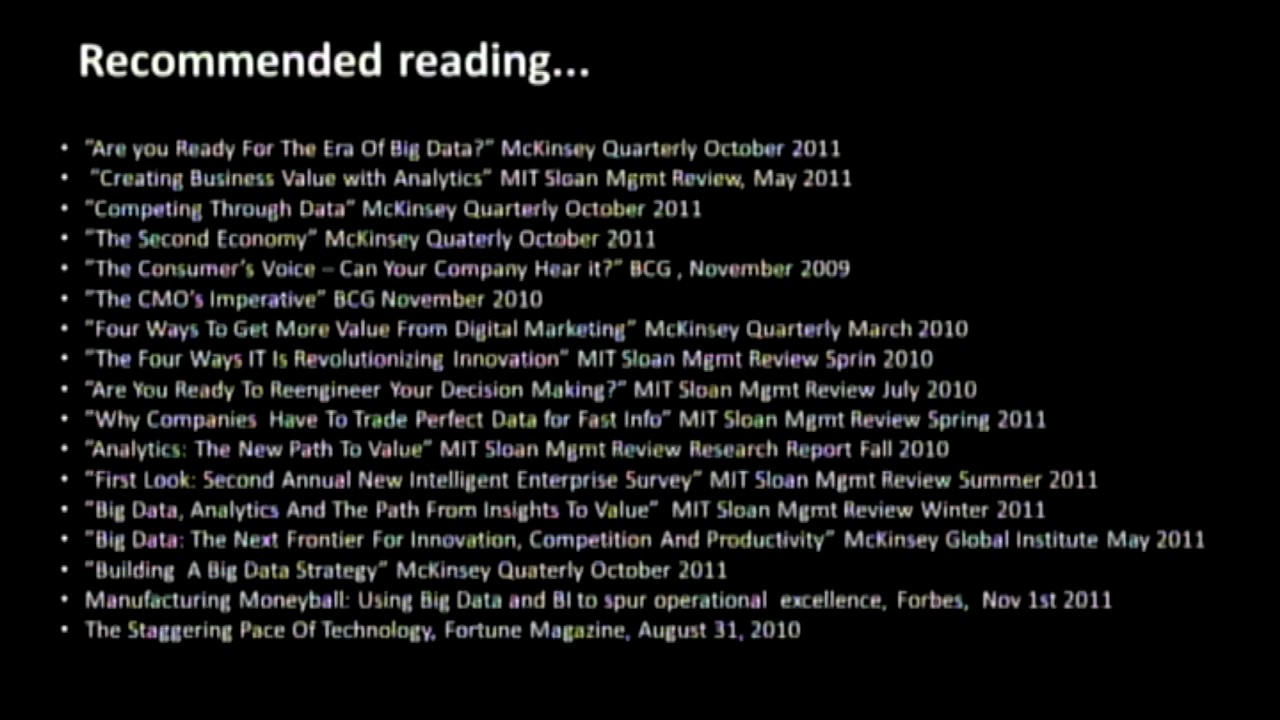 Recommended reading...
• "Are you Ready For The Era Of Big Data?" McKinsey Quarterly October 2011
• "Creating Business Value with Analytics" MIT Sloan Mgmt Review, May 2011
• "Competing Through Data" McKinsey Quarterly October 2011
• "The Second Economy" McKinsey Quaterly October 2011
• "The Consumer's Voice – Can Your Company Hear it?" BCG , November 2009
• "The CMO's Imperative" BCG November 2010
• "Four Ways To Get More Value From Digital Marketing" McKinsey Quarterly March 2010
• "The Four Ways IT Is Revolutionizing Innovation" MIT Sloan Mgmt Review Sprin 2010
• "Are You Ready To Reengineer Your Decision Making?" MIT Sloan Mgmt Review July 2010
• "Why Companies Have To Trade Perfect Data for Fast Info" MIT Sloan Mgmt Review Spring 2011
• "Analytics: The New Path To Value" MIT Sloan Mgmt Review Research Report Fall 2010
• "First Look: Second Annual New Intelligent Enterprise Survey" MIT Sloan Mgmt Review Summer 2011
• "Big Data, Analytics And The Path From Insights To Value" MIT Sloan Mgmt Review Winter 2011
• "Big Data: The Next Frontier For Innovation, Competition And Productivity" McKinsey Global Institute May 2011
• "Building A Big Data Strategy" McKinsey Quaterly October 2011
• Manufacturing Moneyball: Using Big Data and BI to spur operational excellence, Forbes, Nov 1st 2011
• The Staggering Pace Of Technology, Fortune Magazine, August 31, 2010